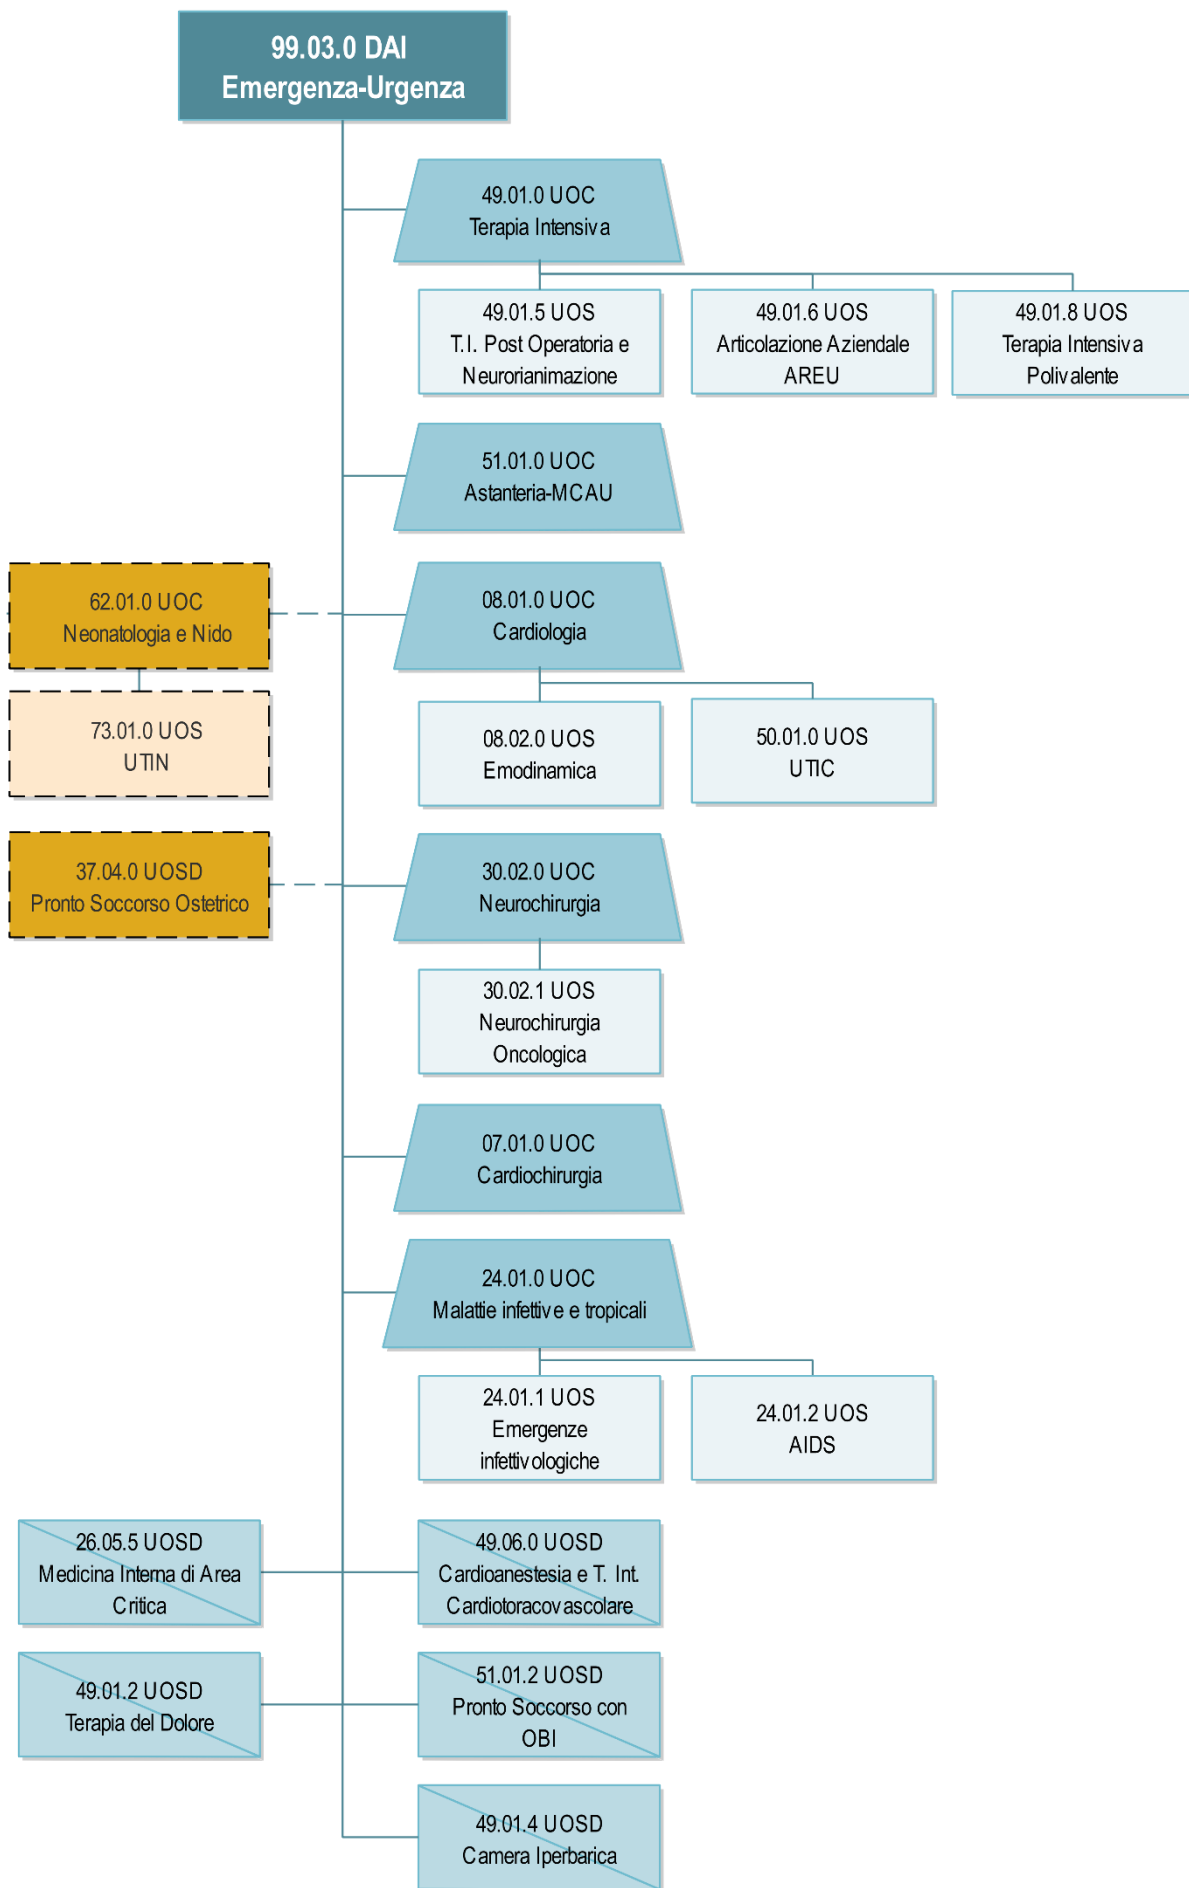 99.03.0 DAI
Emergenza-Urgenza
49.01.0 UOC
Terapia Intensiva
49.01.5 UOS
T.I. Post Operatoria e
Neurorianimazione
49.01.6 UOS
Articolazione Aziendale
AREU
49.01.8 UOS
Terapia Intensiva
Polivalente
51.01.0 UOC
Astanteria-MCAU
62.01.0 UOC
Neonatologia e Nido
08.01.0 UOC
Cardiologia
73.01.0 UOS
UTIN
08.02.0 UOS
Emodinamica
50.01.0 UOS
UTIC
37.04.0 UOSD
Pronto Soccorso Ostetrico
30.02.0 UOC
Neurochirurgia
30.02.1 UOS
Neurochirurgia
Oncologica
07.01.0 UOC
Cardiochirurgia
24.01.0 UOC
Malattie infettive e tropicali
24.01.1 UOS
Emergenze
infettivologiche
24.01.2 UOS
AIDS
26.05.5 UOSD
Medicina Interna di Area
Critica
49.06.0 UOSD
Cardioanestesia e T. Int.
Cardiotoracovascolare
49.01.2 UOSD
Terapia del Dolore
51.01.2 UOSD
Pronto Soccorso con
OBI
49.01.4 UOSD
Camera Iperbarica